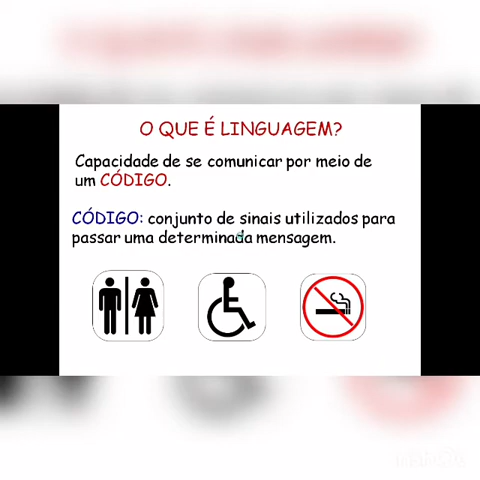 O QUE É LINGUAGEM?
Capacidade de se comunicar por meio de
um CÓDIGO.
CÓDIGO: conjunto de sinais utilizados para
passar uma determinada mensagem.